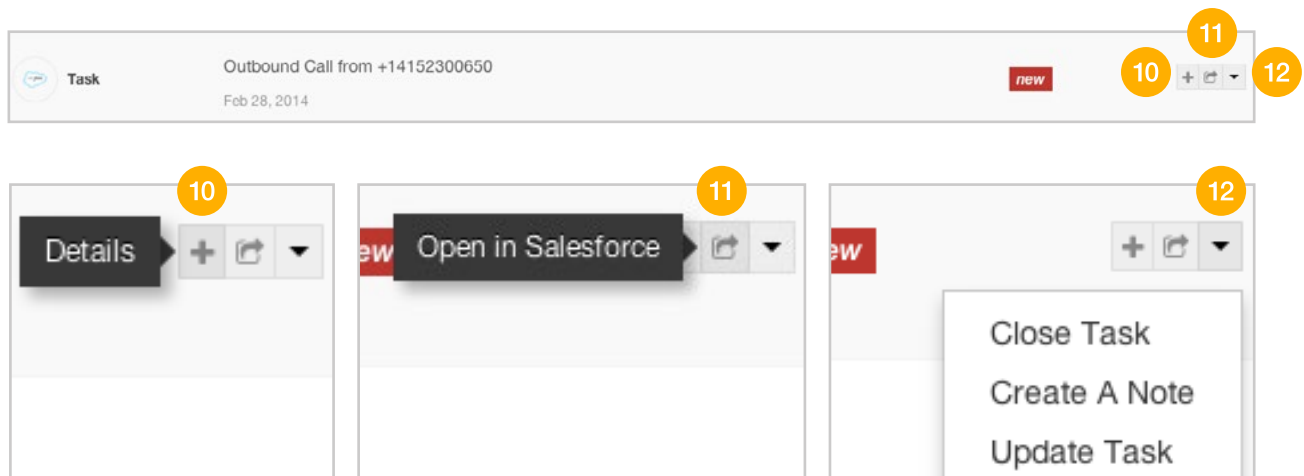 11
Outbound Call from +14152300650
Task
new
10
12
Feb 28, 2014
10
11
12
Details
ew
Open in Salesforce
ew
Close Task
Create A Note
Update Task